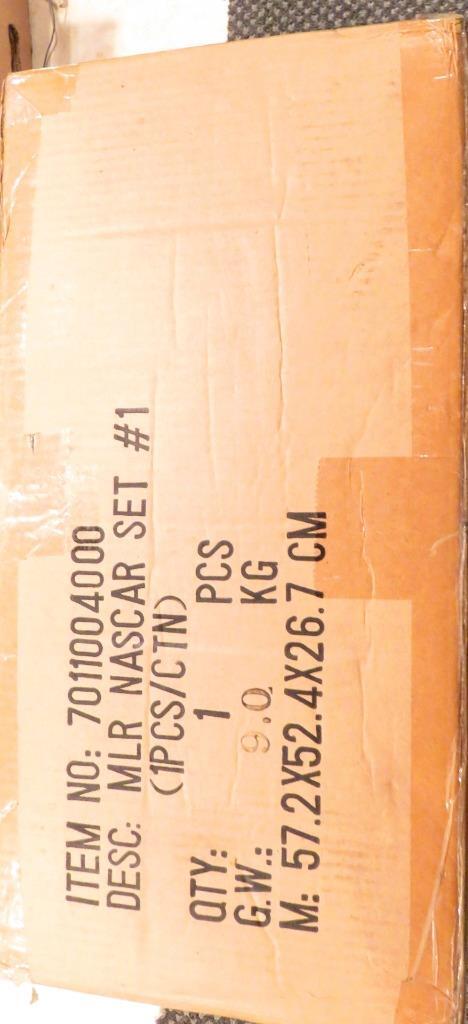 ITEM NO: 7011004000
DESC: MLR NASCAR SET #1
(1PCS/CTN)
QTY: 1 PCS
G.W.: 9.0 KG
M: 57.2X52.4X26.7 CM